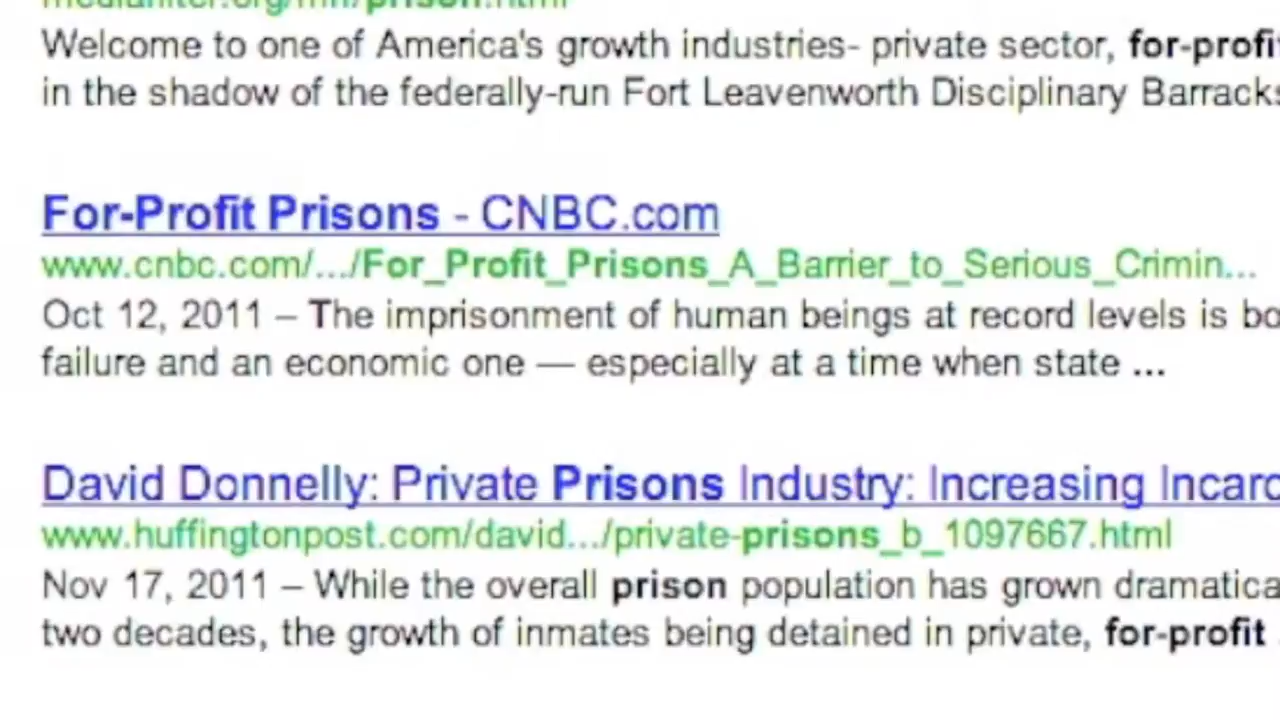 Welcome to one of America's growth industries- private sector, for-profit
in the shadow of the federally-run Fort Leavenworth Disciplinary Barracks
For-Profit Prisons - CNBC.com
www.cnbc.com/.../For_Profit_Prisons_A_Barrier_to_Serious_Crimin...
Oct 12, 2011 – The imprisonment of human beings at record levels is
failure and an economic one — especially at a time when state ...
David Donnelly: Private Prisons Industry: Increasing
www.huffingtonpost.com/david.../private-prisons_b_1097667.html
Nov 17, 2011 – While the overall prison population has grown
two decades, the growth of inmates being detained in private, for-profit